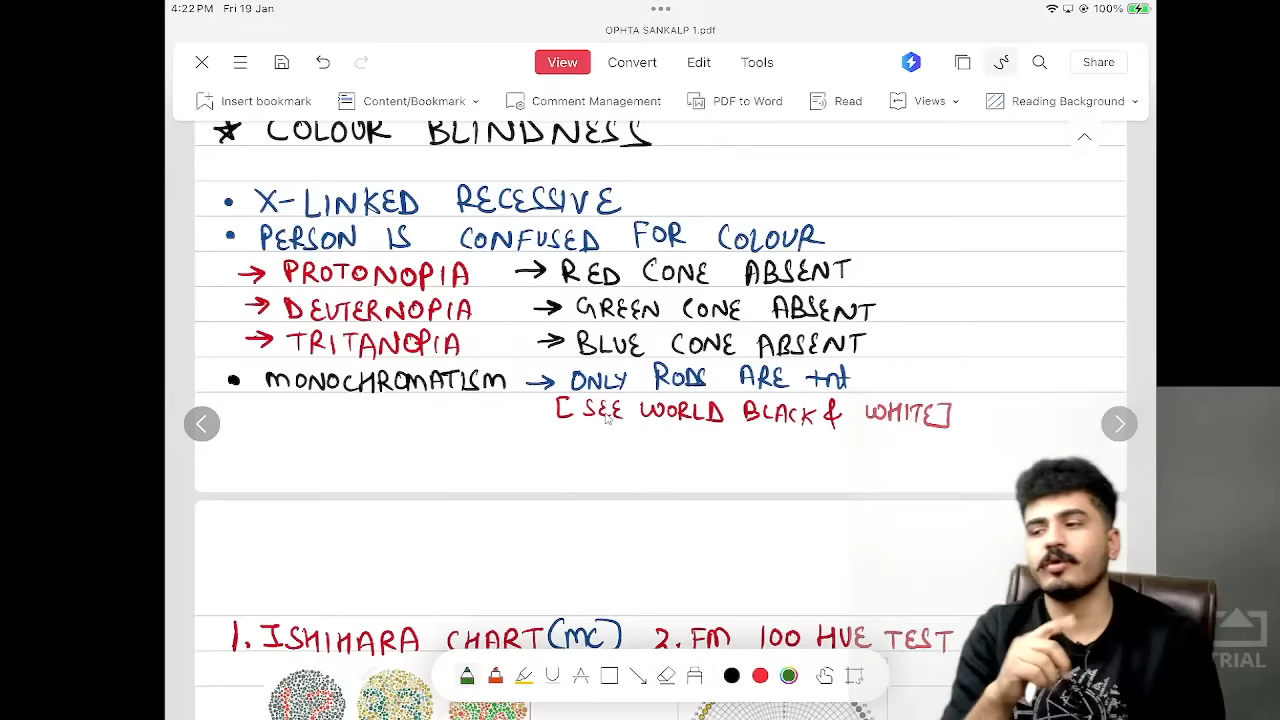 4:22 PM Fri 19 Jan
100%
OPHTA SANKALP 1.pdf
View Convert Edit Tools
Share
Insert bookmark Content/Bookmark Comment Management PDF to Word Read Views Reading Background
★ COLOUR BLINDNESS
• X-LINKED RECESSIVE
• PERSON IS CONFUSED FOR COLOUR
→ PROTONOPIA → RED CONE ABSENT
→ DEUTERNOPIA → GREEN CONE ABSENT
→ TRITANOPIA → BLUE CONE ABSENT
• MONOCHROMATISM → ONLY RODS ARE +nt
[SEE WORLD BLACK & WHITE]
1. ISHIHARA CHART (MC) 2. FM 100 HUE TEST
TRIAL